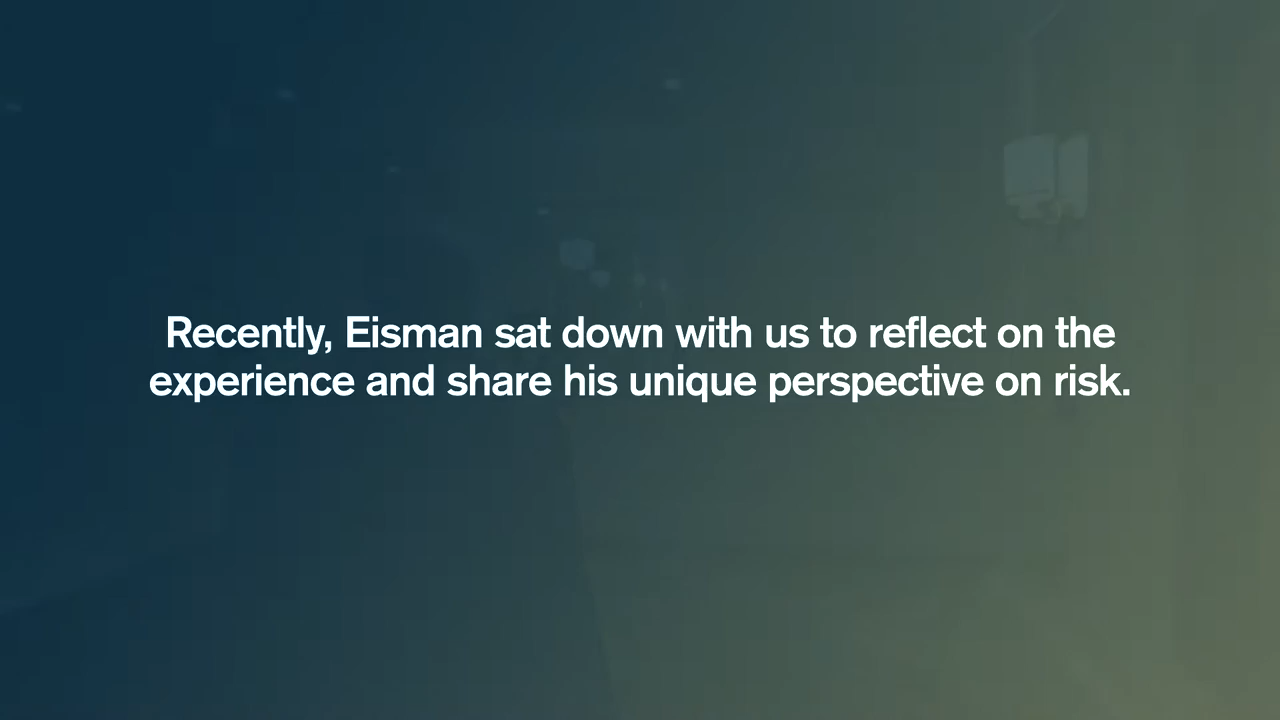 Recently, Eisman sat down with us to reflect on the
experience and share his unique perspective on risk.